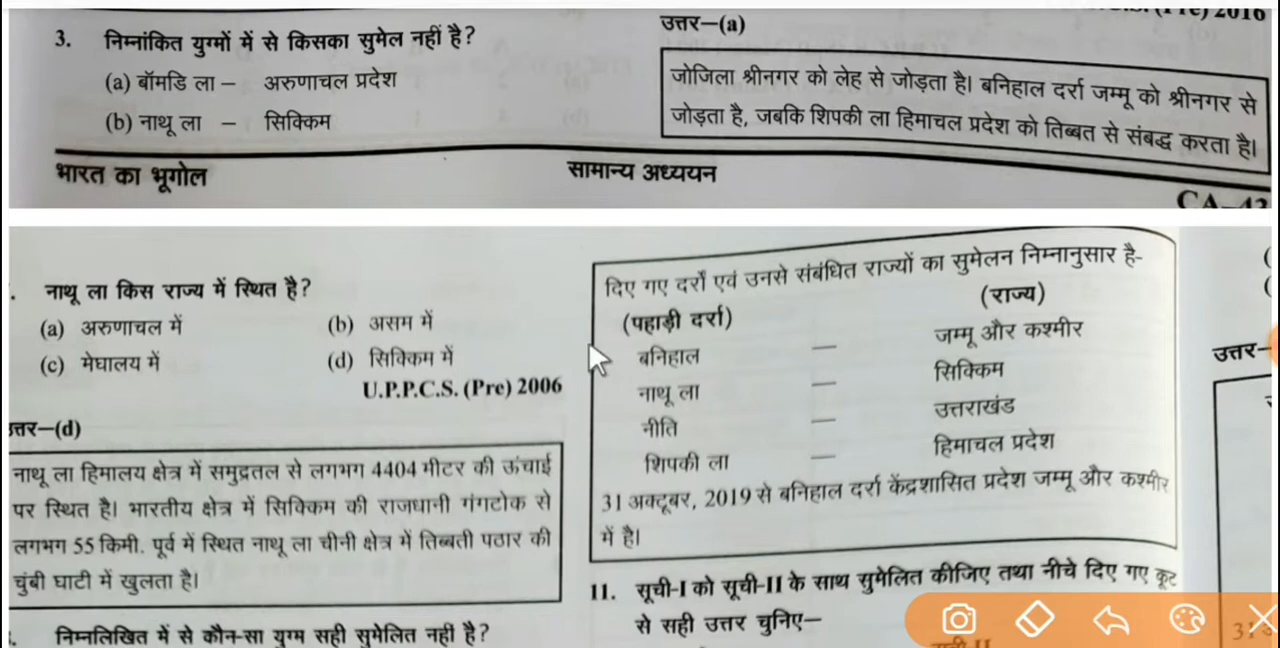 3. निम्नांकित युग्मों में से किसका सुमेल नहीं है?
(a) बॉमडि ला – अरुणाचल प्रदेश
(b) नाथू ला – सिक्किम
2016
उत्तर–(a)
जोजिला श्रीनगर को लेह से जोड़ता है। बनिहाल दर्रा जम्मू को श्रीनगर से
जोड़ता है, जबकि शिपकी ला हिमाचल प्रदेश को तिब्बत से संबद्ध करता है।
भारत का भूगोल
सामान्य अध्ययन
नाथू ला किस राज्य में स्थित है?
(a) अरुणाचल में (b) असम में
(c) मेघालय में (d) सिक्किम में
U.P.P.C.S. (Pre) 2006
उत्तर–(d)
नाथू ला हिमालय क्षेत्र में समुद्रतल से लगभग 4404 मीटर की ऊंचाई
पर स्थित है। भारतीय क्षेत्र में सिक्किम की राजधानी गंगटोक से
लगभग 55 किमी. पूर्व में स्थित नाथू ला चीनी क्षेत्र में तिब्बती पठार की
चुंबी घाटी में खुलता है।
निम्नलिखित में से कौन-सा युग्म सही सुमेलित नहीं है?
दिए गए दर्रों एवं उनसे संबंधित राज्यों का सुमेलन निम्नानुसार है-
(पहाड़ी दर्रा) (राज्य)
बनिहाल — जम्मू और कश्मीर
नाथू ला — सिक्किम
नीति — उत्तराखंड
शिपकी ला — हिमाचल प्रदेश
31 अक्टूबर, 2019 से बनिहाल दर्रा केंद्रशासित प्रदेश जम्मू और कश्मीर
में है।
11. सूची-I को सूची-II के साथ सुमेलित कीजिए तथा नीचे दिए गए कूट
से सही उत्तर चुनिए–
उत्तर–